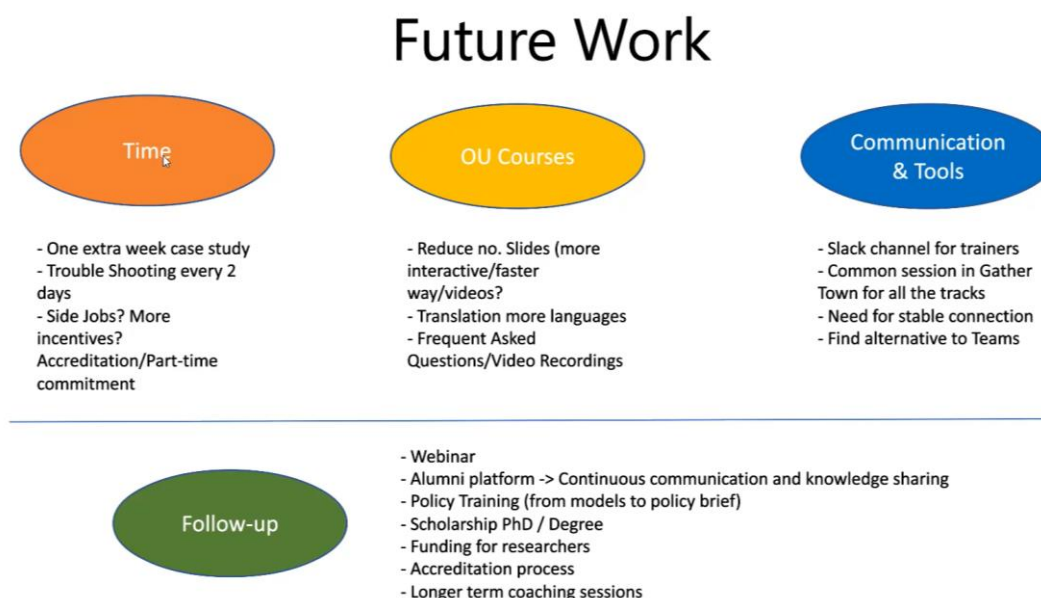 Future Work
Time
- One extra week case study
- Trouble Shooting every 2
days
- Side Jobs? More
incentives?
Accreditation/Part-time
commitment
OU Courses
- Reduce no. Slides (more
interactive/faster
way/videos?
- Translation more languages
- Frequent Asked
Questions/Video Recordings
Communication
& Tools
- Slack channel for trainers
- Common session in Gather
Town for all the tracks
- Need for stable connection
- Find alternative to Teams
Follow-up
- Webinar
- Alumni platform -> Continuous communication and knowledge sharing
- Policy Training (from models to policy brief)
- Scholarship PhD / Degree
- Funding for researchers
- Accreditation process
- Longer term coaching sessions